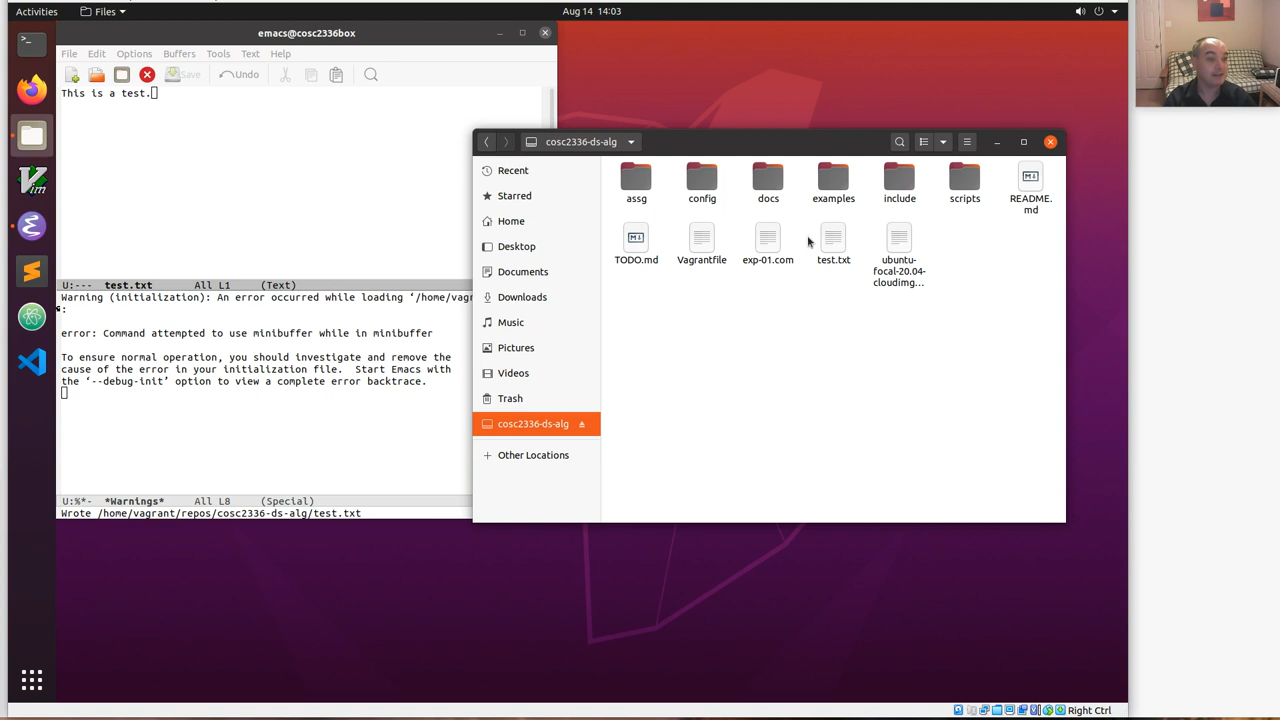 Activities
Files
Aug 14 14:03
emacs@cosc2336box
File Edit Options Buffers Tools Text Help
Save
Undo
This is a test.
U:--- test.txt All L1 (Text)
Warning (initialization): An error occurred while loading ‘/home/vagr
:
error: Command attempted to use minibuffer while in minibuffer
To ensure normal operation, you should investigate and remove the
cause of the error in your initialization file. Start Emacs with
the ‘--debug-init’ option to view a complete error backtrace.
U:%*- *Warnings* All L8 (Special)
Wrote /home/vagrant/repos/cosc2336-ds-alg/test.txt
cosc2336-ds-alg
Recent
Starred
Home
Desktop
Documents
Downloads
Music
Pictures
Videos
Trash
cosc2336-ds-alg
Other Locations
assg
config
docs
examples
include
scripts
README.
md
TODO.md
Vagrantfile
exp-01.com
test.txt
ubuntu-
focal-20.04-
cloudimg...
Right Ctrl